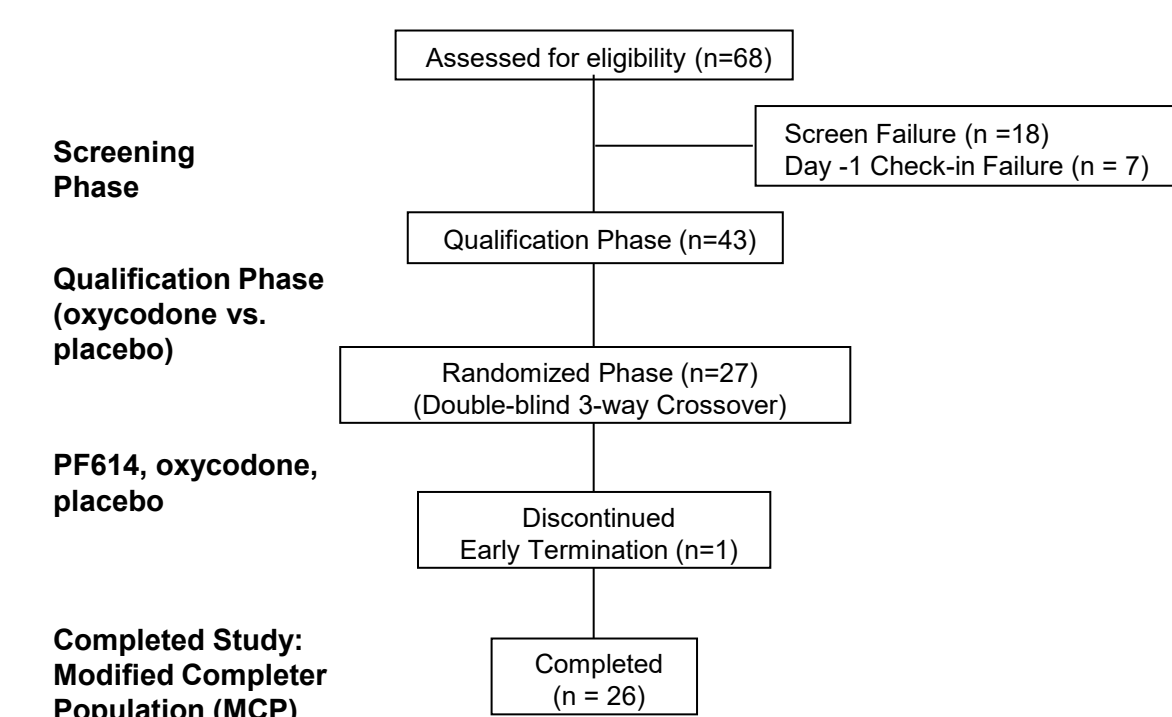 Assessed for eligibility (n=68)
Screen Failure (n =18)
Day -1 Check-in Failure (n = 7)
Screening
Phase
Qualification Phase (n=43)
Qualification Phase
(oxycodone vs.
placebo)
Randomized Phase (n=27)
(Double-blind 3-way Crossover)
PF614, oxycodone,
placebo
Discontinued
Early Termination (n=1)
Completed Study:
Modified Completer
Population (MCP)
Completed
(n = 26)